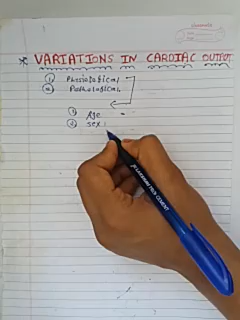 * VARIATIONS IN CARDIAC OUTPUT
① Physiological
② Pathological
① Age =
② Sex :